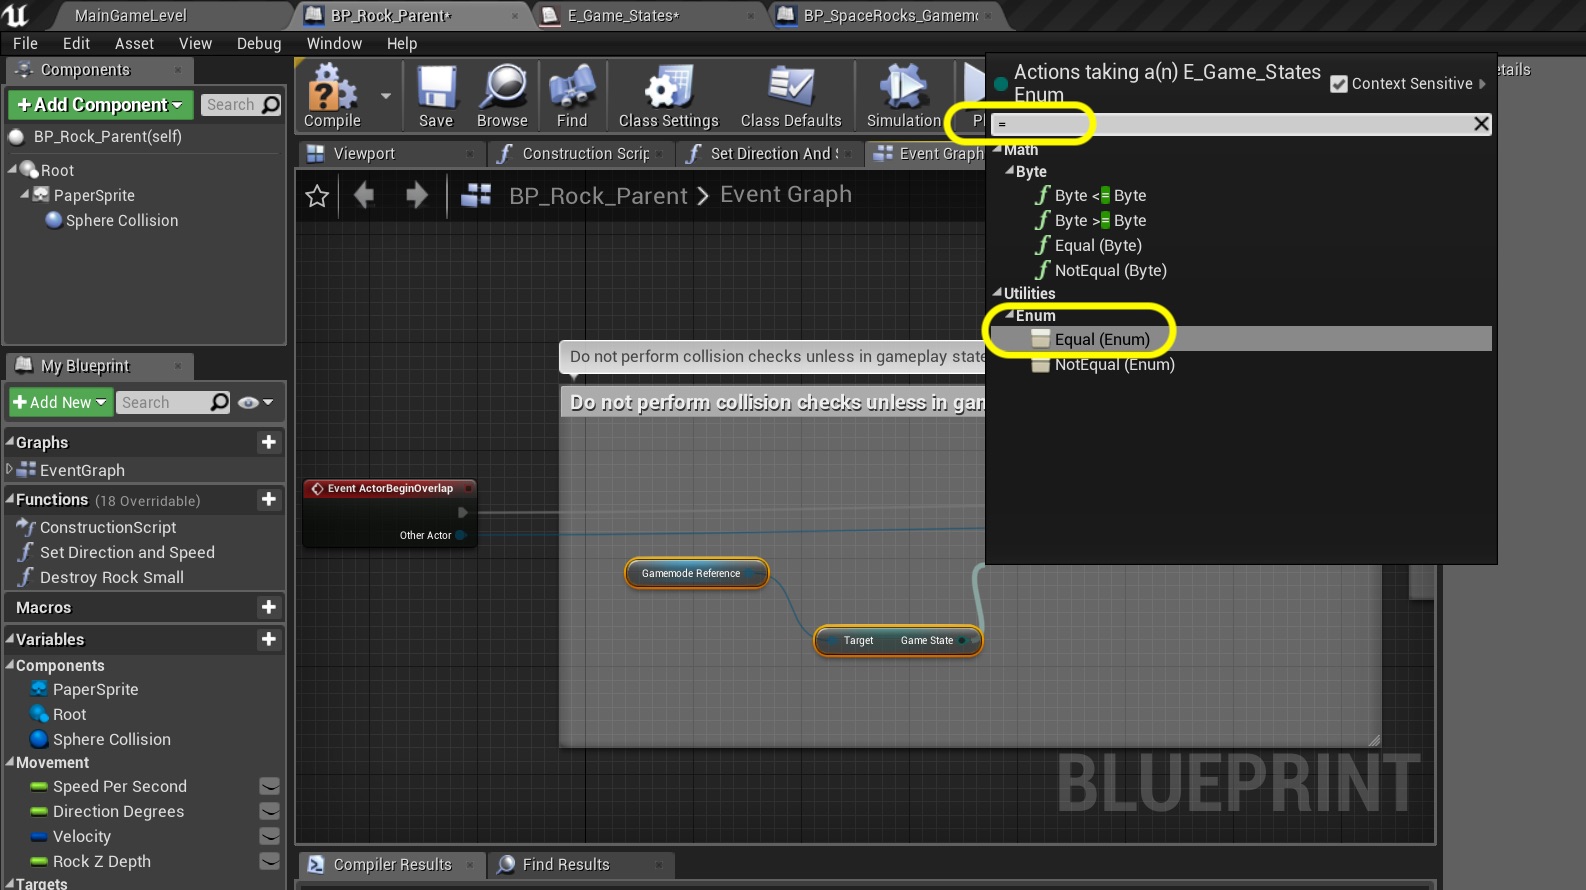 MainGameLevel
BP_Rock_Parent*
E_Game_States*
BP_SpaceRocks_Gamem
File Edit Asset View Debug Window Help
Components
+Add Component
Search
BP_Rock_Parent(self)
Root
PaperSprite
Sphere Collision
My Blueprint
+Add New
Search
Graphs
EventGraph
Functions (18 Overridable)
ConstructionScript
Set Direction and Speed
Destroy Rock Small
Macros
Variables
Components
PaperSprite
Root
Sphere Collision
Movement
Speed Per Second
Direction Degrees
Velocity
Rock Z Depth
Targets
Compile
Save
Browse
Find
Class Settings
Class Defaults
Simulation
Pl
Viewport
Construction Scrip
Set Direction And S
Event Graph
BP_Rock_Parent > Event Graph
Do not perform collision checks unless in gameplay state
Do not perform collision checks unless in gam
Event ActorBeginOverlap
Other Actor
Gamemode Reference
Target Game State
BLUEPRINT
Compiler Results
Find Results
Actions taking a(n) E_Game_States
Enum
Context Sensitive
=
Math
Byte
Byte <= Byte
Byte >= Byte
Equal (Byte)
NotEqual (Byte)
Utilities
Enum
Equal (Enum)
NotEqual (Enum)
etails